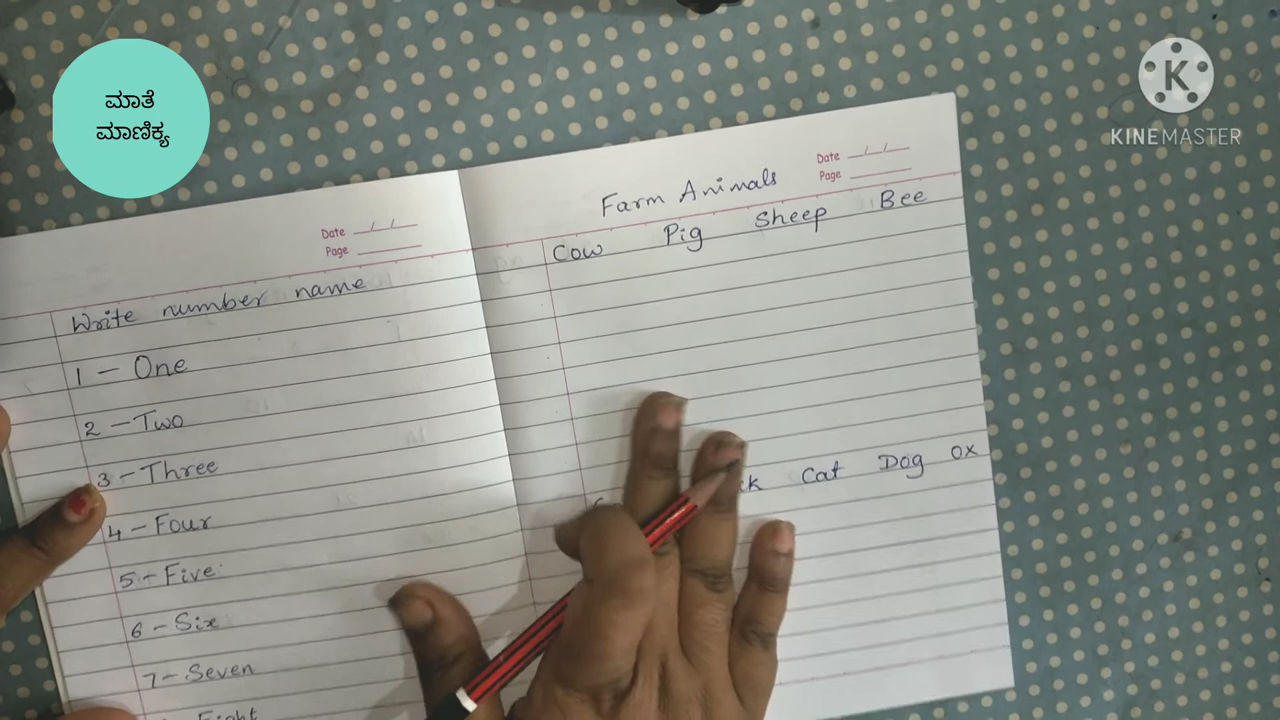 ಮಾತೆ
ಮಾಣಿಕ್ಯ
KINEMASTER
Date
Page
Write number name
1 - One
2 - Two
3 - Three
4 - Four
5 - Five
6 - Six
7 - Seven
Eight
Date
Page
Farm Animals
Cow Pig Sheep Bee
Cat Dog Ox